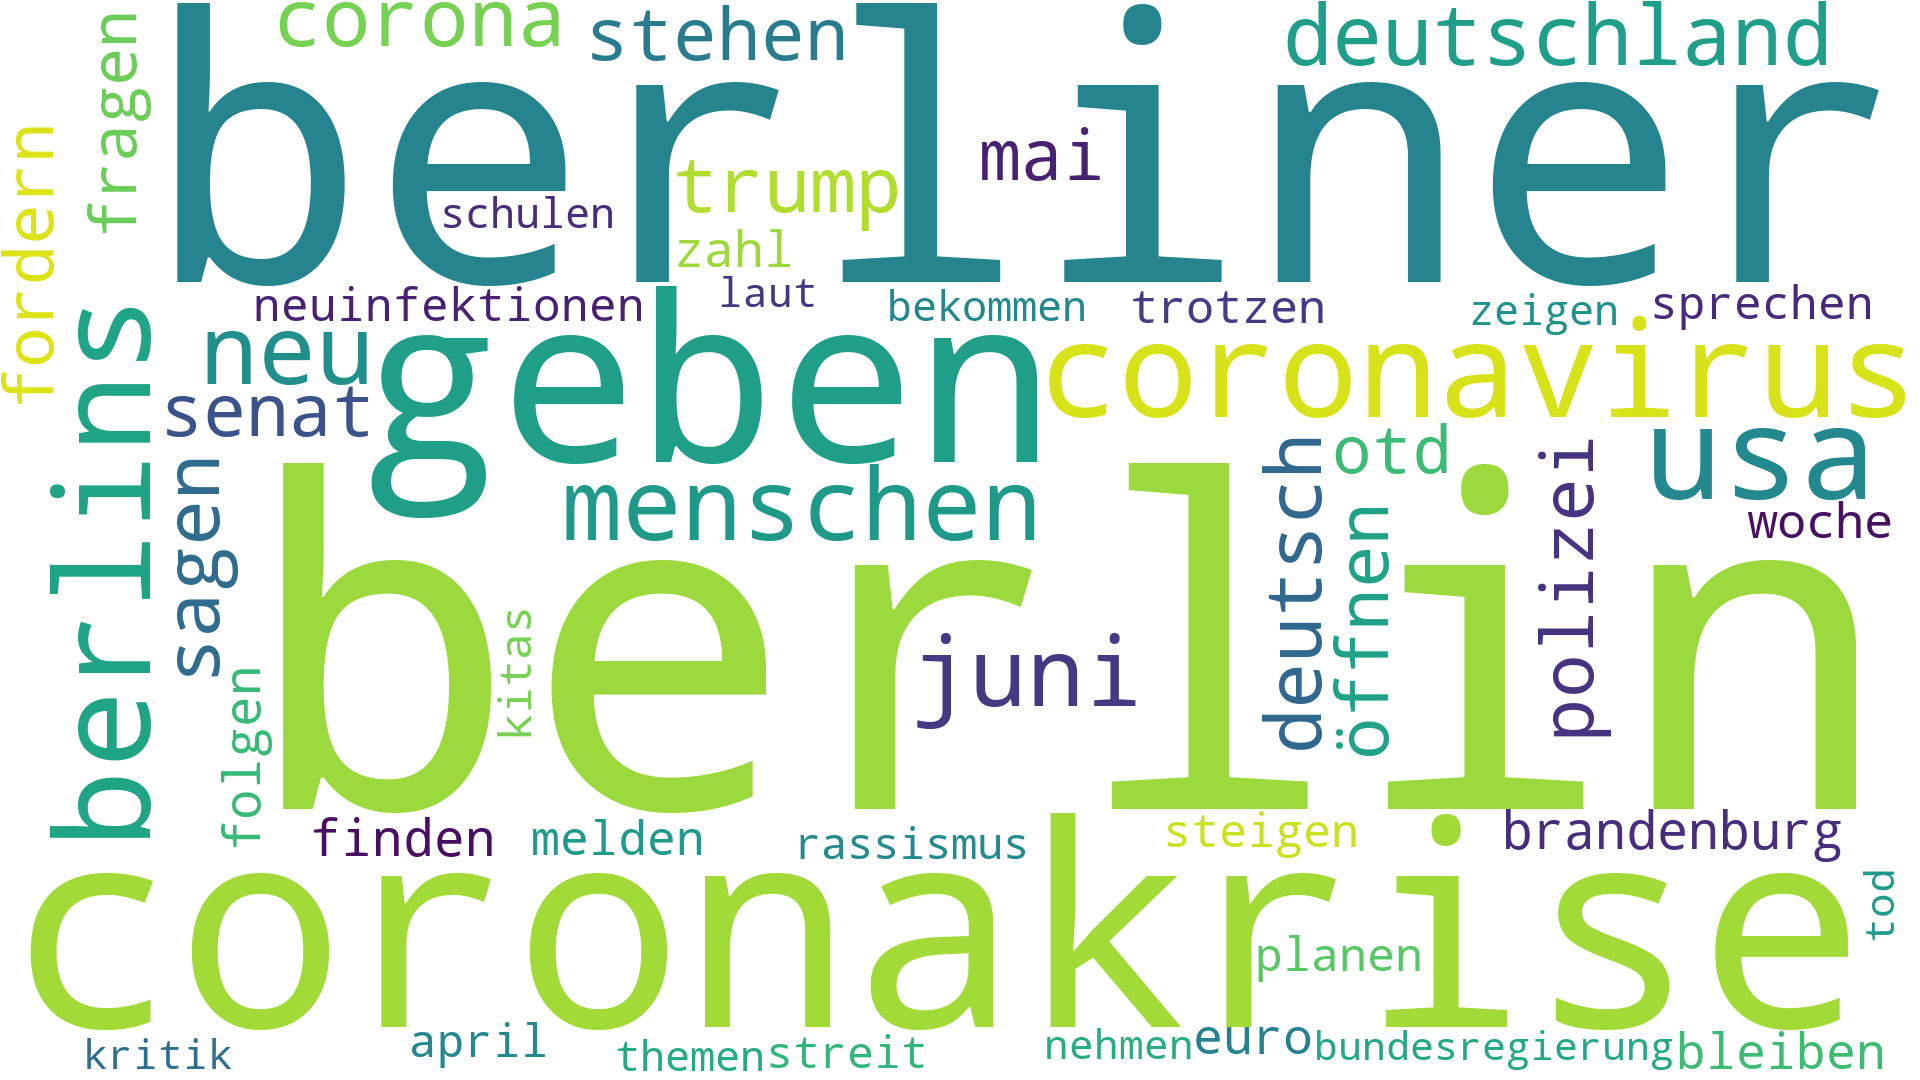 corona
stehen
deutschland
fragen
berliner
fordern
mai
trump
schulen
zahl
laut
neuinfektionen
bekommen
trotzen
zeigen
sprechen
berlins
neu
geben
coronavirus
senat
usa
otd
deutsch
polizei
sagen
menschen
woche
öffnen
berlin
kitas
juni
folgen
finden
melden
rassismus
steigen
brandenburg
coronakrise
tod
planen
kritik
april
themen
streit
nehmen
euro
bundesregierung
bleiben